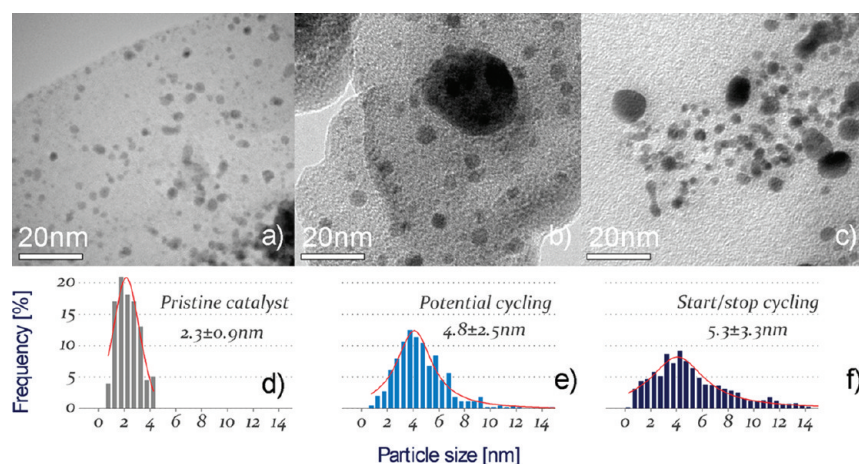 20nm a)
20nm b)
20nm c)
Frequency [%]
20
15
10
5
0
Pristine catalyst
2.3±0.9nm
d)
0 2 4 6 8 10 12 14
Potential cycling
4.8±2.5nm
e)
0 2 4 6 8 10 12 14
Start/stop cycling
5.3±3.3nm
f)
0 2 4 6 8 10 12 14
Particle size [nm]